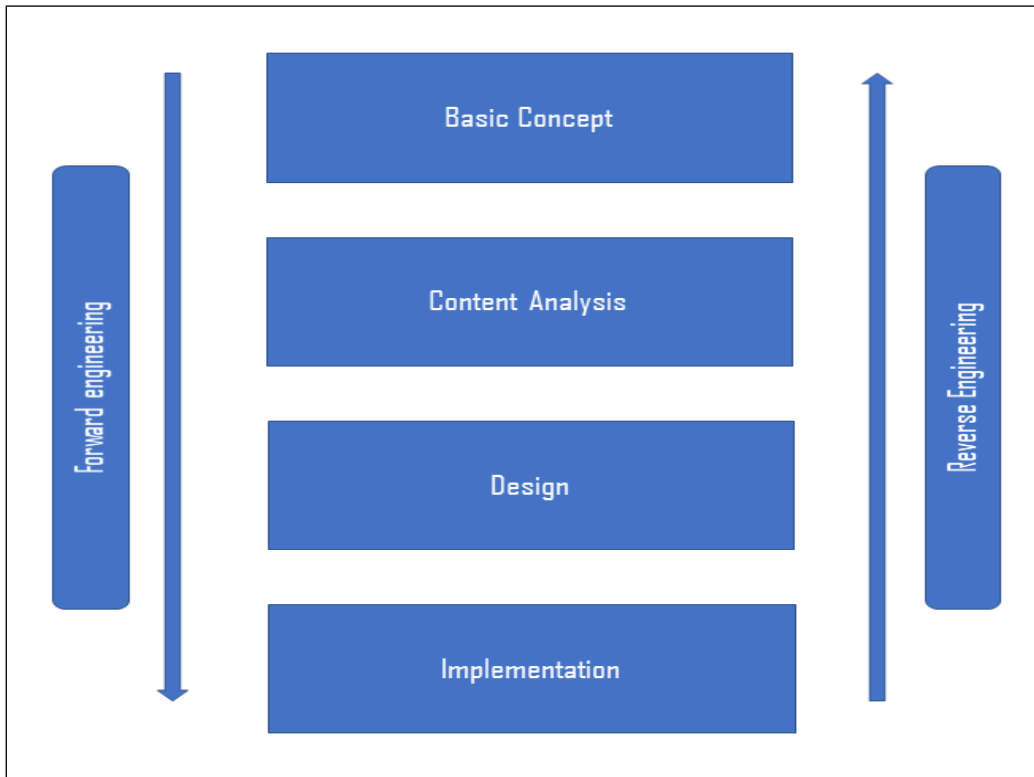 Basic Concept
Forward engineering
Content Analysis
Reverse Engineering
Design
Implementation